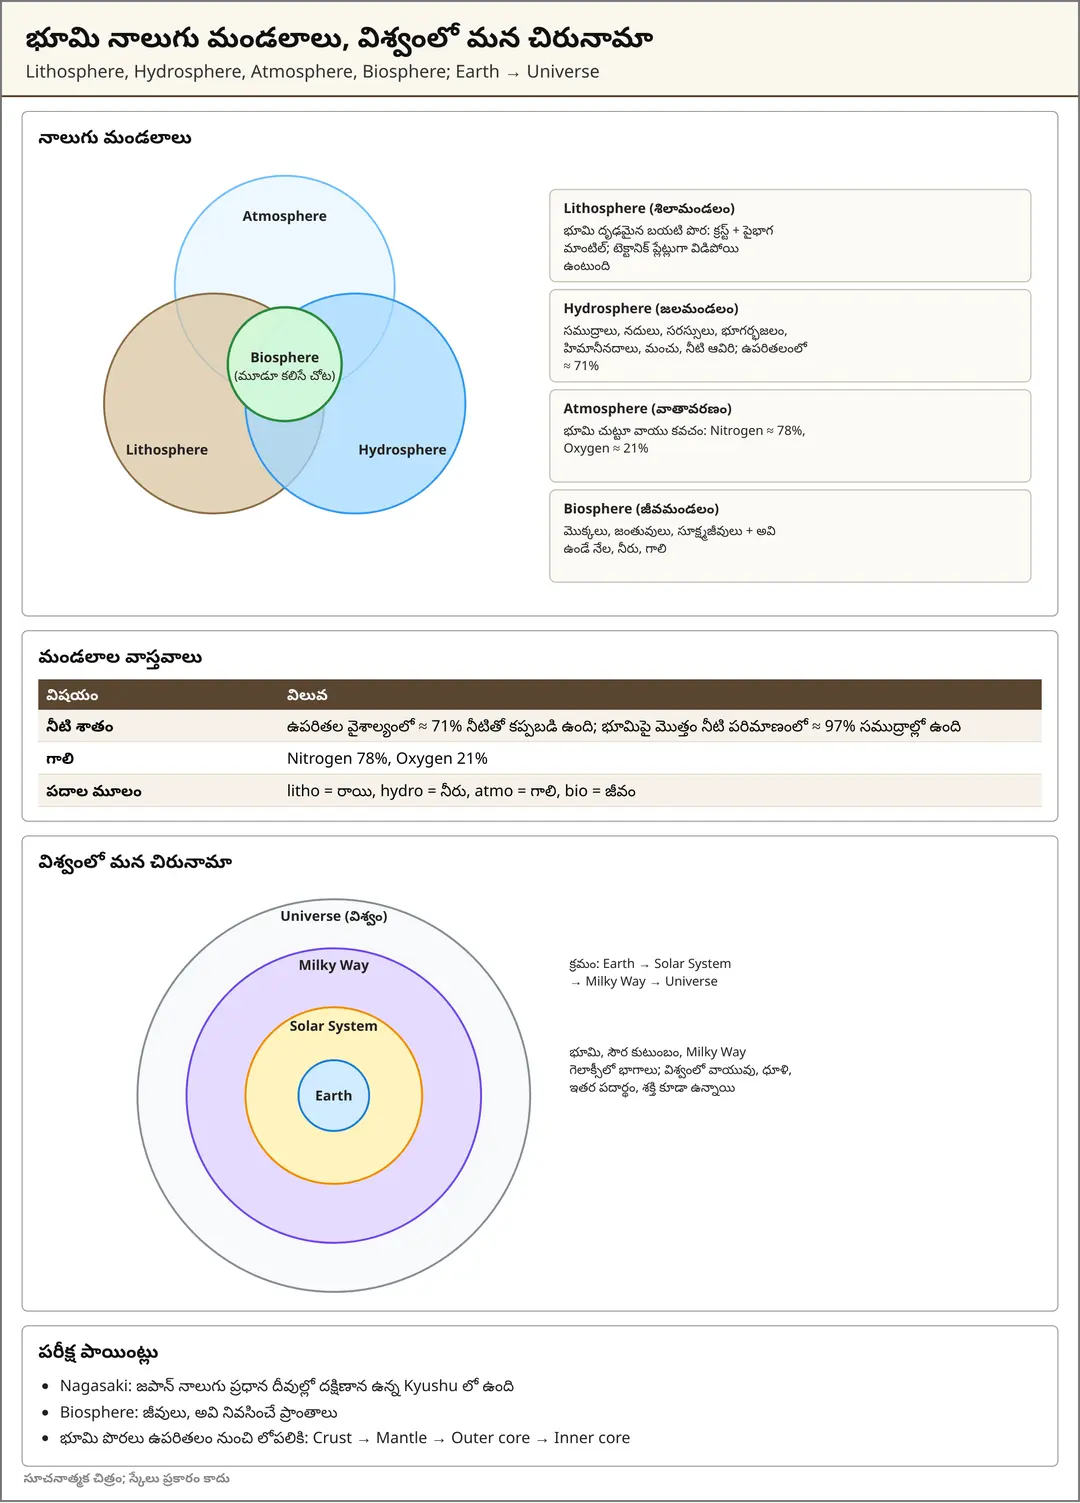 భూమి నాలుగు మండలాలు, విశ్వంలో మన చిరునామా
Lithosphere, Hydrosphere, Atmosphere, Biosphere; Earth → Universe
నాలుగు మండలాలు
Atmosphere
Biosphere
(మూడూ కలిసే చోట)
Lithosphere
Hydrosphere
Lithosphere (శిలామండలం)
భూమి దృఢమైన బయటి పొర: క్రస్ట్ + పైభాగ
మాంటిల్; టెక్టానిక్ ప్లేట్లుగా విడిపోయి
ఉంటుంది
Hydrosphere (జలమండలం)
సముద్రాలు, నదులు, సరస్సులు, భూగర్భజలం,
హిమానీనదాలు, మంచు, నీటి ఆవిరి; ఉపరితలంలో
≈ 71%
Atmosphere (వాతావరణం)
భూమి చుట్టూ వాయు కవచం: Nitrogen ≈ 78%,
Oxygen ≈ 21%
Biosphere (జీవమండలం)
మొక్కలు, జంతువులు, సూక్ష్మజీవులు + అవి
ఉండే నేల, నీరు, గాలి
మండలాల వాస్తవాలు
విషయం విలువ
నీటి శాతం ఉపరితల వైశాల్యంలో ≈ 71% నీటితో కప్పబడి ఉంది; భూమిపై మొత్తం నీటి పరిమాణంలో ≈ 97% సముద్రాల్లో ఉంది
గాలి Nitrogen 78%, Oxygen 21%
పదాల మూలం litho = రాయి, hydro = నీరు, atmo = గాలి, bio = జీవం
విశ్వంలో మన చిరునామా
Universe (విశ్వం)
Milky Way
Solar System
Earth
క్రమం: Earth → Solar System
→ Milky Way → Universe
భూమి, సౌర కుటుంబం, Milky Way
గెలాక్సీలో భాగాలు; విశ్వంలో వాయువు, ధూళి,
ఇతర పదార్థం, శక్తి కూడా ఉన్నాయి
పరీక్ష పాయింట్లు
• Nagasaki: జపాన్ నాలుగు ప్రధాన దీవుల్లో దక్షిణాన ఉన్న Kyushu లో ఉంది
• Biosphere: జీవులు, అవి నివసించే ప్రాంతాలు
• భూమి పొరలు ఉపరితలం నుంచి లోపలికి: Crust → Mantle → Outer core → Inner core
సూచనాత్మక చిత్రం; స్కేలు ప్రకారం కాదు